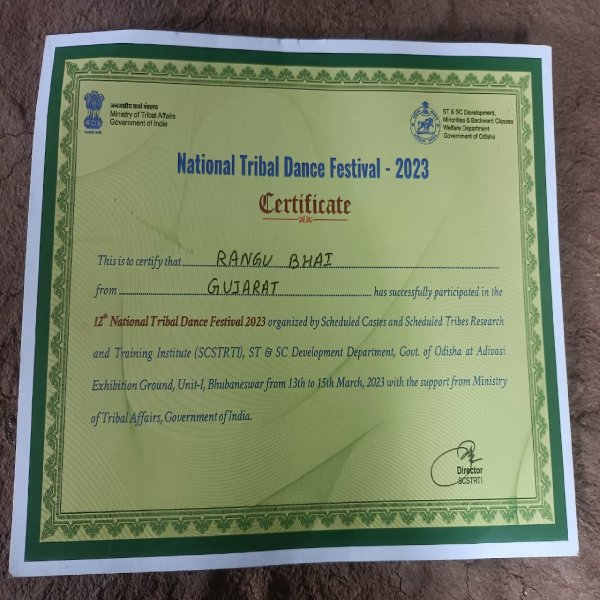 जनजातीय कार्य मंत्रालय
Ministry of Tribal Affairs
Government of India
ST & SC Development,
Minorities & Backward Classes
Welfare Department
Government of Odisha
National Tribal Dance Festival - 2023
Certificate
This is to certify that RANGU BHAI
from GUJARAT has successfully participated in the
12th National Tribal Dance Festival 2023 organized by Scheduled Castes and Scheduled Tribes Research
and Training Institute (SCSTRTI), ST & SC Development Department, Govt. of Odisha at Adivasi
Exhibition Ground, Unit-I, Bhubaneswar from 13th to 15th March, 2023 with the support from Ministry
of Tribal Affairs, Government of India.
Director
SCSTRTI